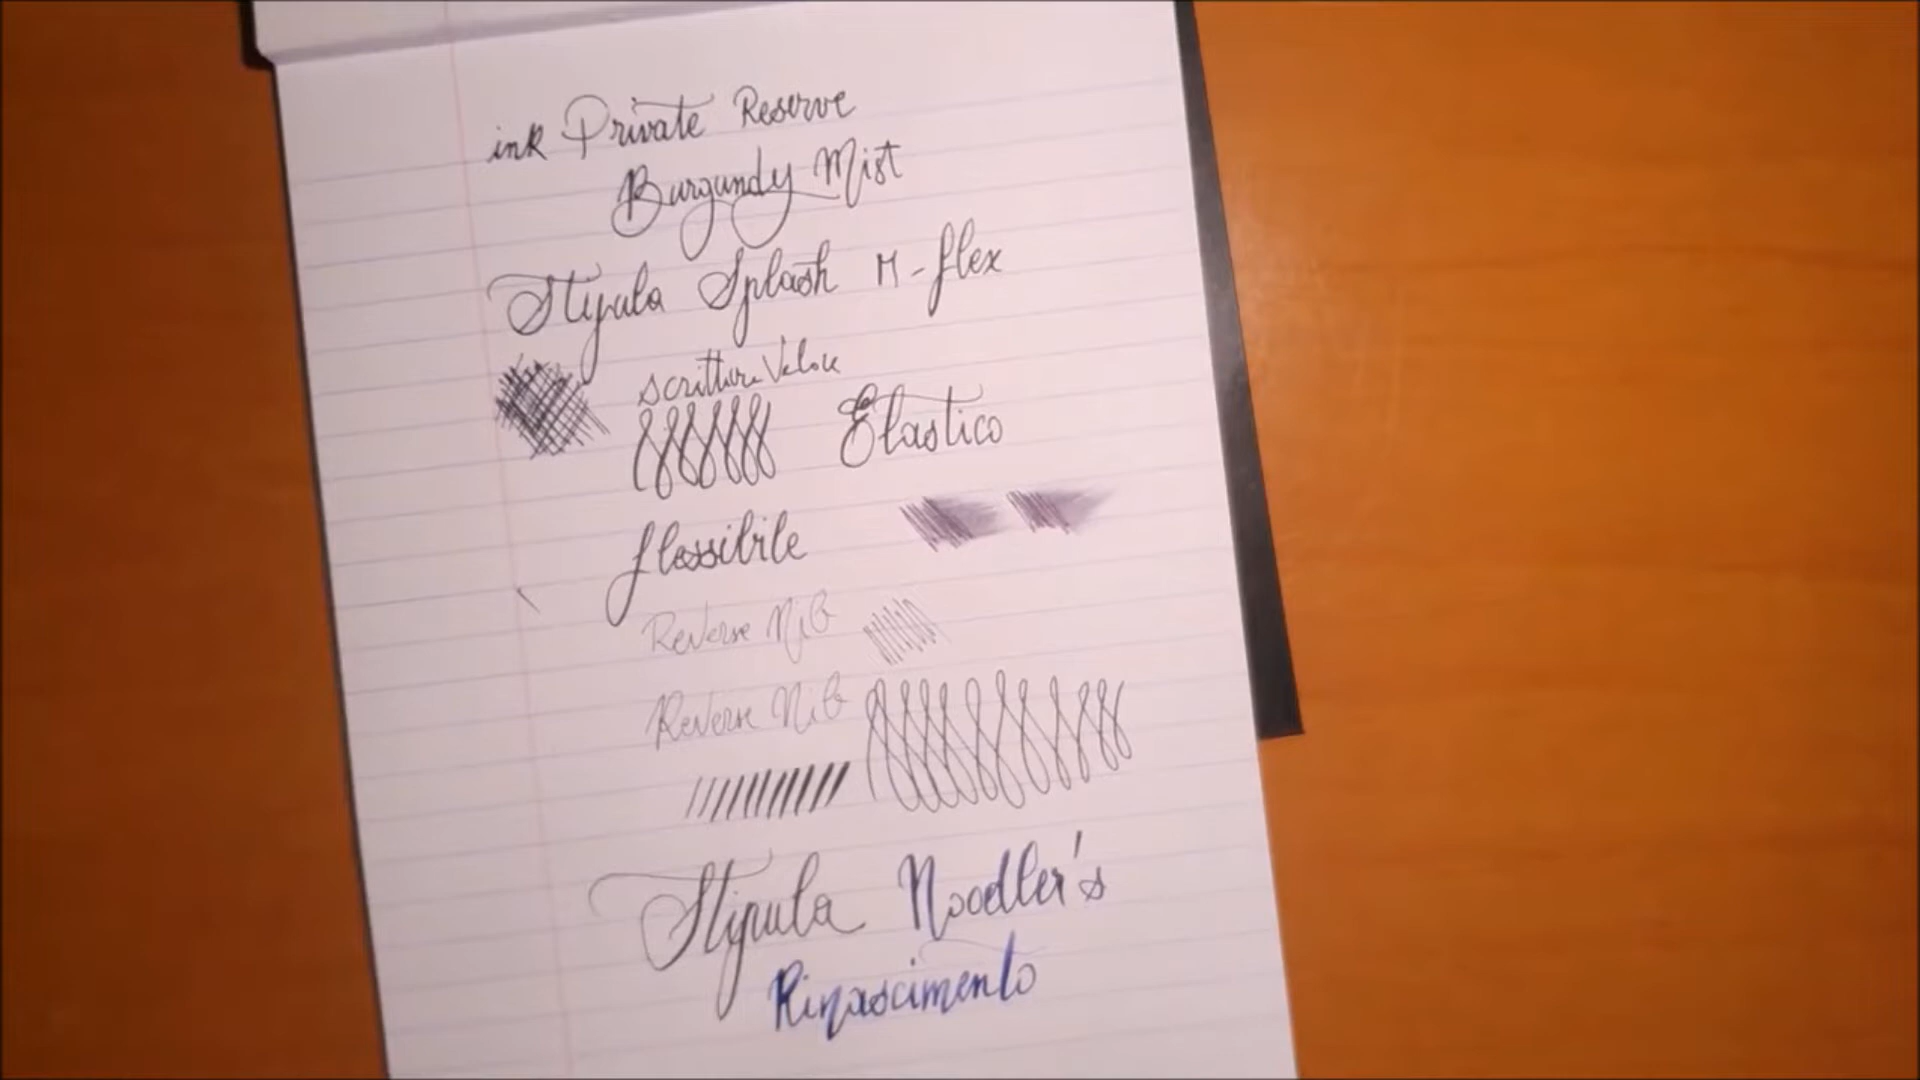 ink Private Reserve
Burgundy Mist
Stipula Splash M-flex
scrittura Veloce
Elastico
flessibile
Reverse Nib
Reverse Nib
Stipula Noodler's
Rinascimento